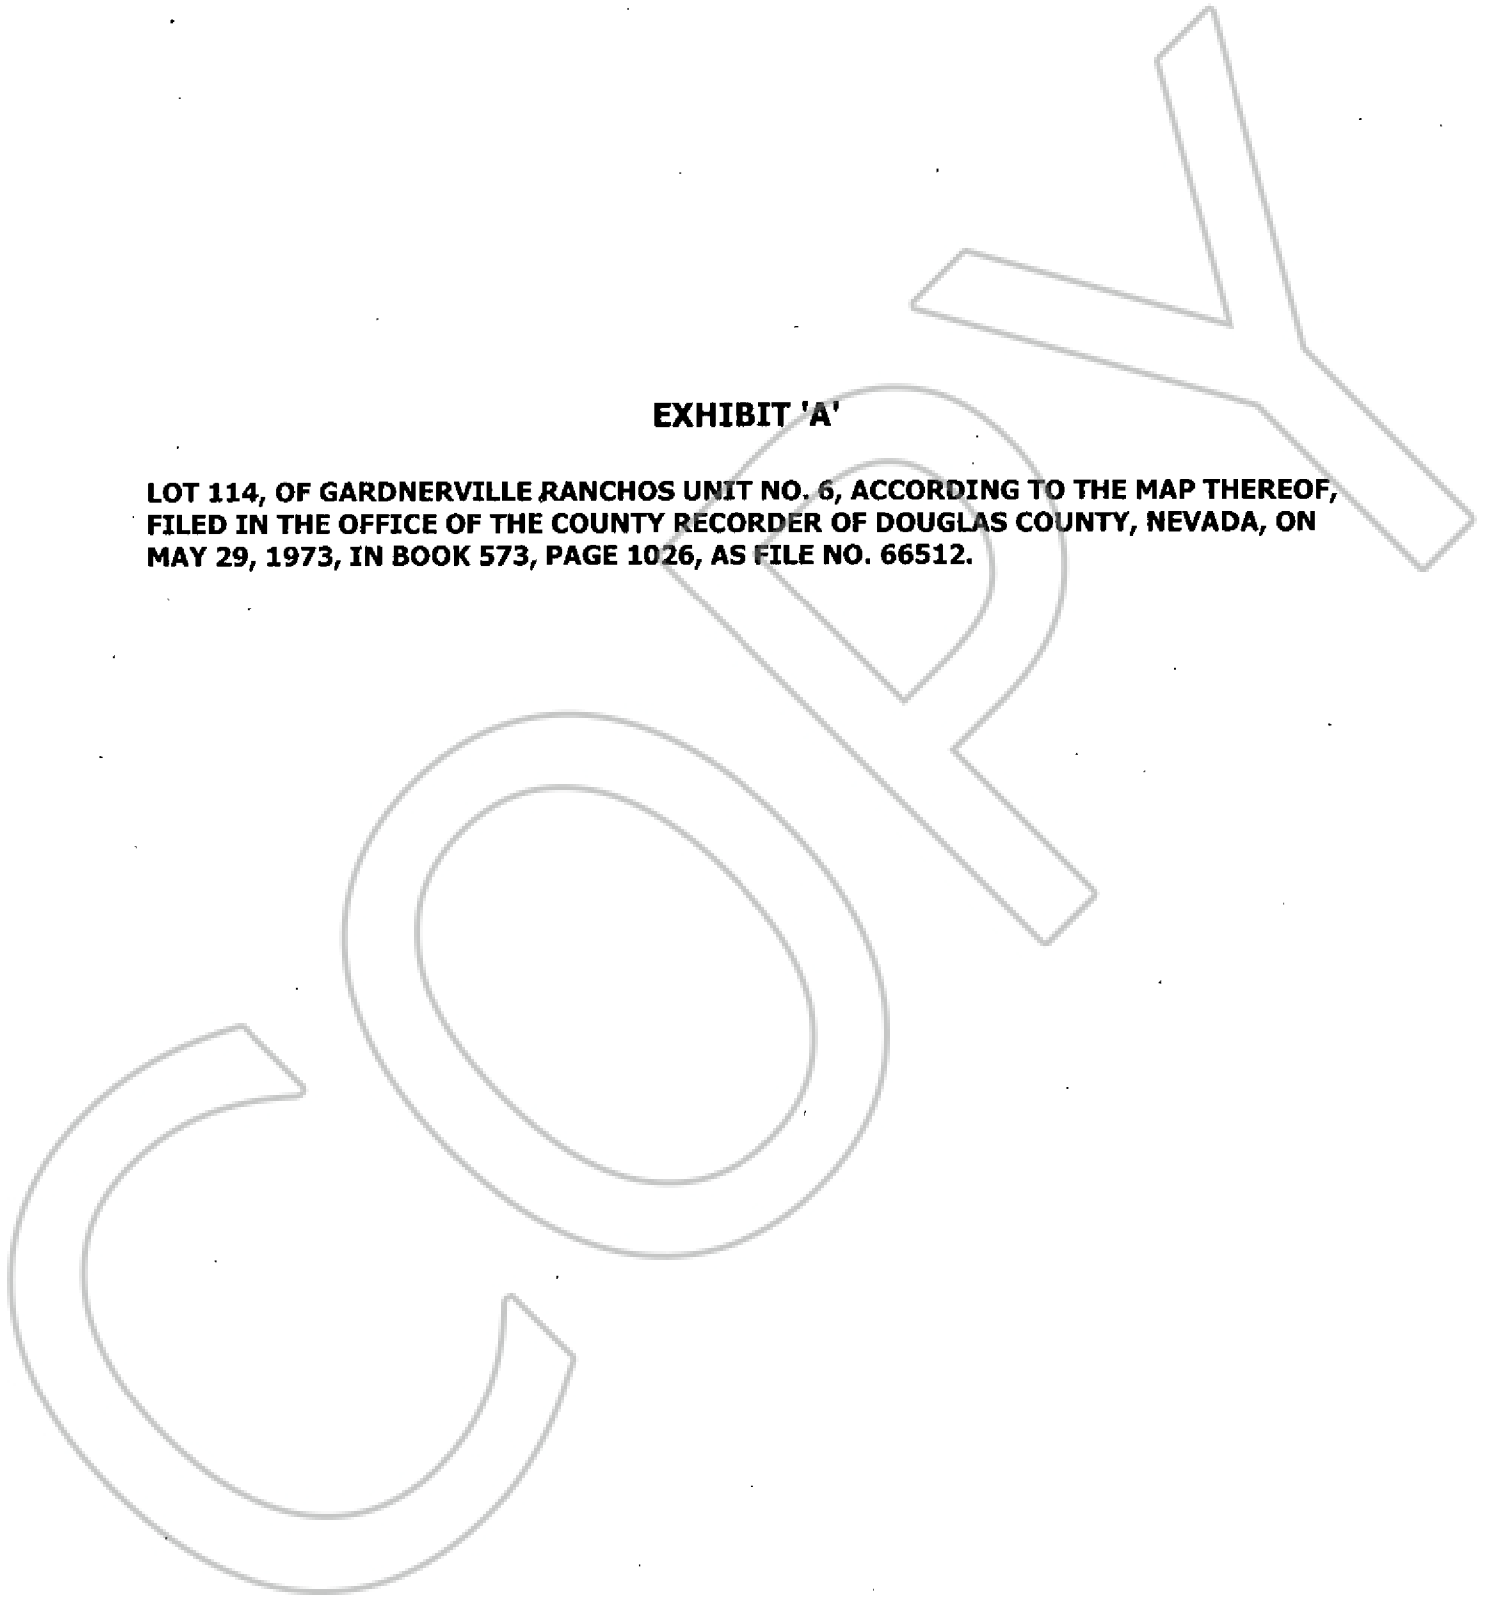 EXHIBIT 'A'
LOT 114, OF GARDNERVILLE RANCHOS UNIT NO. 6, ACCORDING TO THE MAP THEREOF,
FILED IN THE OFFICE OF THE COUNTY RECORDER OF DOUGLAS COUNTY, NEVADA, ON
MAY 29, 1973, IN BOOK 573, PAGE 1026, AS FILE NO. 66512.
COPY